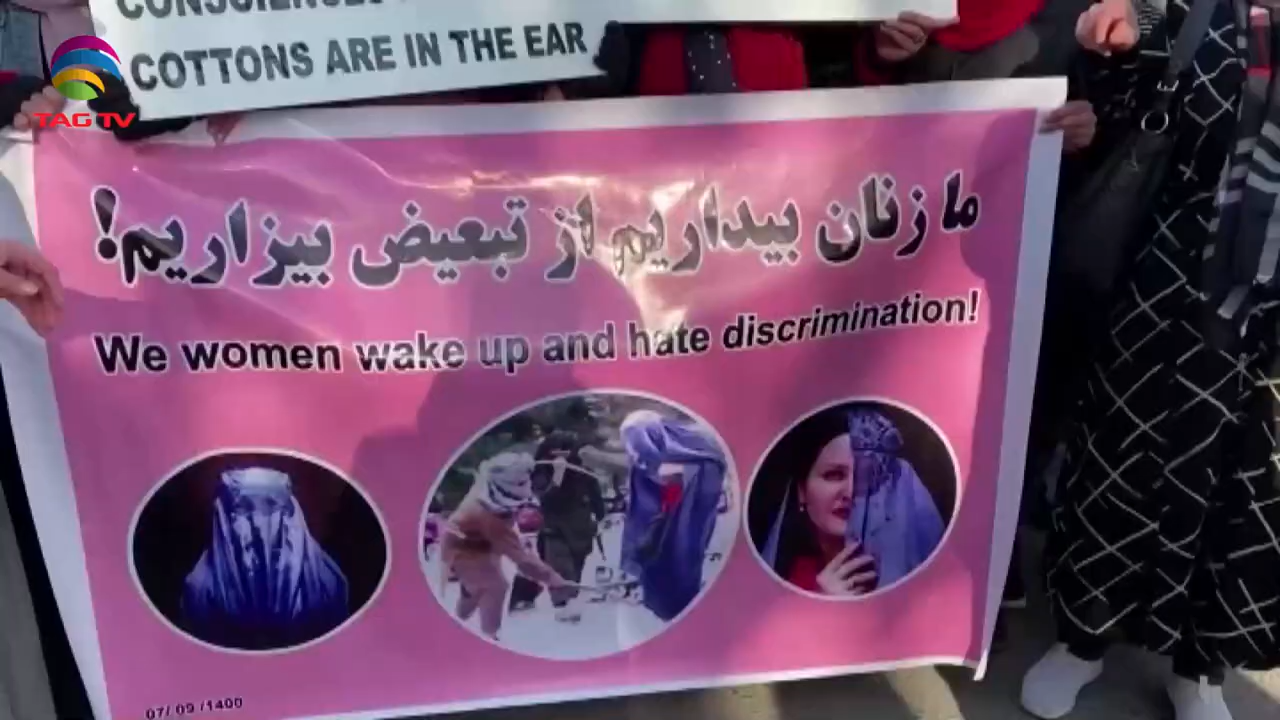 COTTONS ARE IN THE EAR
TAG TV
ما زنان بیداریم از تبعیض بیزاریم!
We women wake up and hate discrimination!
07/ 09 /1400